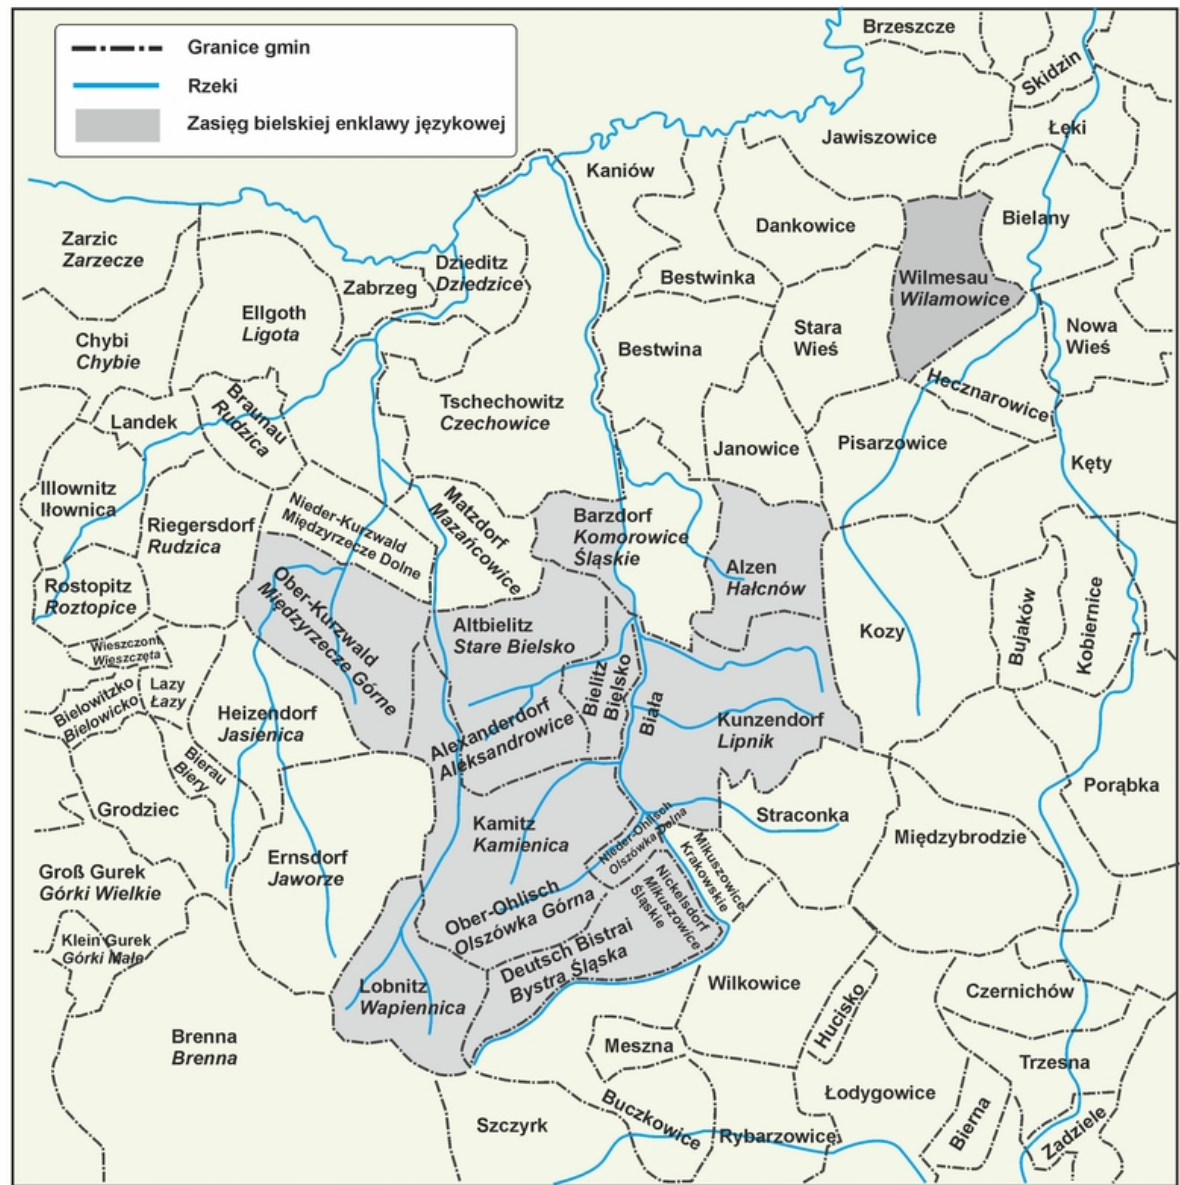 Granice gmin
Rzeki
Zasięg bielskiej enklawy językowej
Brzeszcze
Skidzin
Łęki
Jawiszowice
Kaniów
Bielany
Dankowice
Zarzic
Zarzecze
Dzieditz
Dziedzice
Zabrzeg
Bestwinka
Wilmesau
Wilamowice
Ellgoth
Ligota
Chybi
Chybie
Bestwina
Stara
Wieś
Nowa
Wieś
Hecznarowice
Landek
Braunau
Rudzica
Tschechowitz
Czechowice
Janowice
Pisarzowice
Kęty
Illownitz
Iłownica
Riegersdorf
Rudzica
Nieder-Kurzwald
Międzyrzecze Dolne
Matzdorf
Mazańcowice
Barzdorf
Komorowice
Śląskie
Alzen
Hałcnów
Rostopitz
Roztopice
Ober-Kurzwald
Międzyrzecze Górne
Altbielitz
Stare Bielsko
Kozy
Bujaków
Kobiernice
Wieszczont
Wieszczęta
Bielowitzko
Bielowicko
Lazy
Łazy
Heizendorf
Jasienica
Alexanderdorf
Aleksandrowice
Bielitz
Bielsko
Biała
Kunzendorf
Lipnik
Bierau
Biery
Grodziec
Porąbka
Kamitz
Kamienica
Nieder-Ohlisch
Olszówka Dolna
Straconka
Międzybrodzie
Ernsdorf
Jaworze
Mikuszowice
Krakowskie
Nickelsdorf
Mikuszowice
Śląskie
Groß Gurek
Górki Wielkie
Ober-Ohlisch
Olszówka Górna
Klein Gurek
Górki Małe
Deutsch Bistrai
Bystra Śląska
Lobnitz
Wapiennica
Wilkowice
Hucisko
Czernichów
Brenna
Brenna
Meszna
Trzesna
Łodygowice
Szczyrk
Buczkowice
Rybarzowice
Bierna
Zadziele